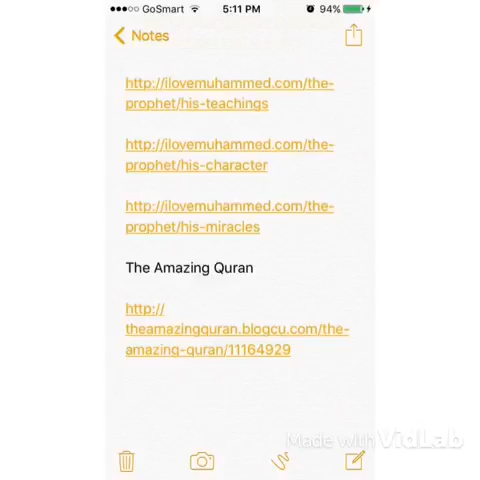 GoSmart 5:11 PM 94%
Notes
http://ilovemuhammed.com/the-
prophet/his-teachings
http://ilovemuhammed.com/the-
prophet/his-character
http://ilovemuhammed.com/the-
prophet/his-miracles
The Amazing Quran
http://
theamazingquran.blogcu.com/the-
amazing-quran/11164929
Made with VidLab